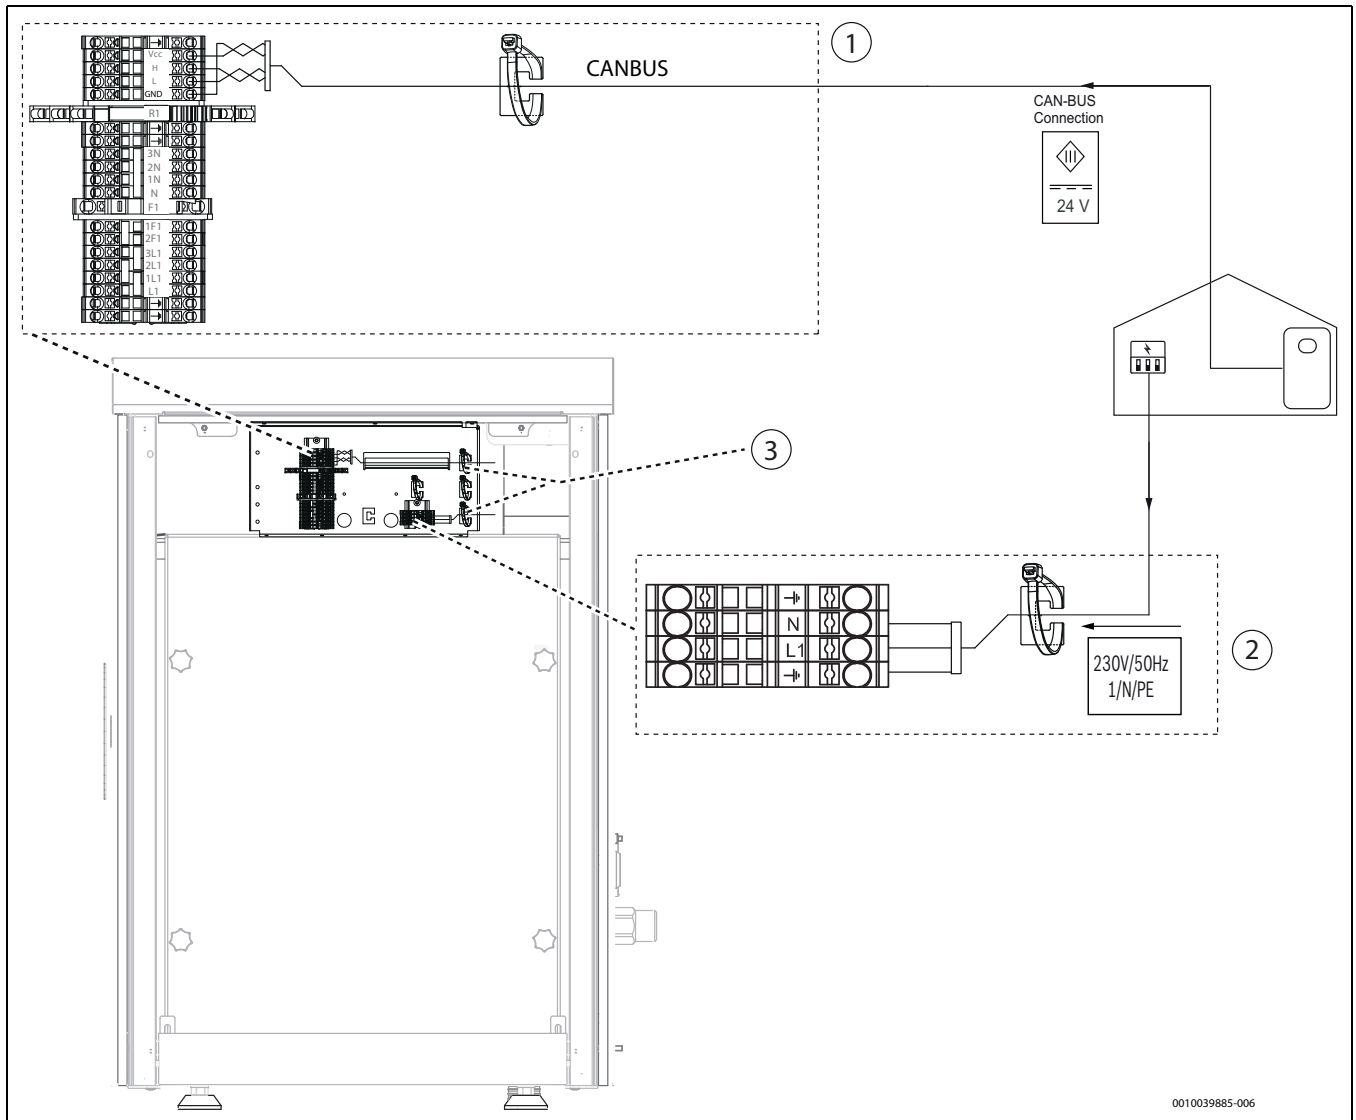 1
Vcc
H
L
GND
R1
3N
2N
1N
N
F1
1F1
2F1
3L1
2L1
1L1
L1
CANBUS
CAN-BUS
Connection
24 V
3
N
L1
230V/50Hz
1/N/PE
2
0010039885-006